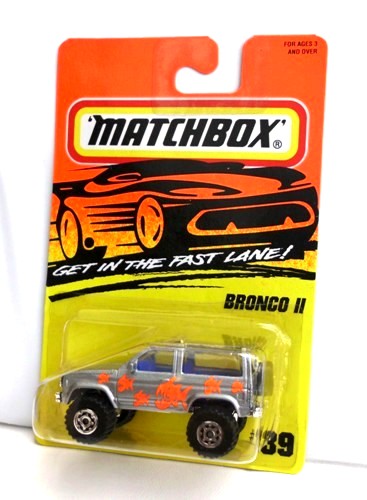 FOR AGES 3
AND OVER
'MATCHBOX'®
GET IN THE FAST LANE!
BRONCO II
#39